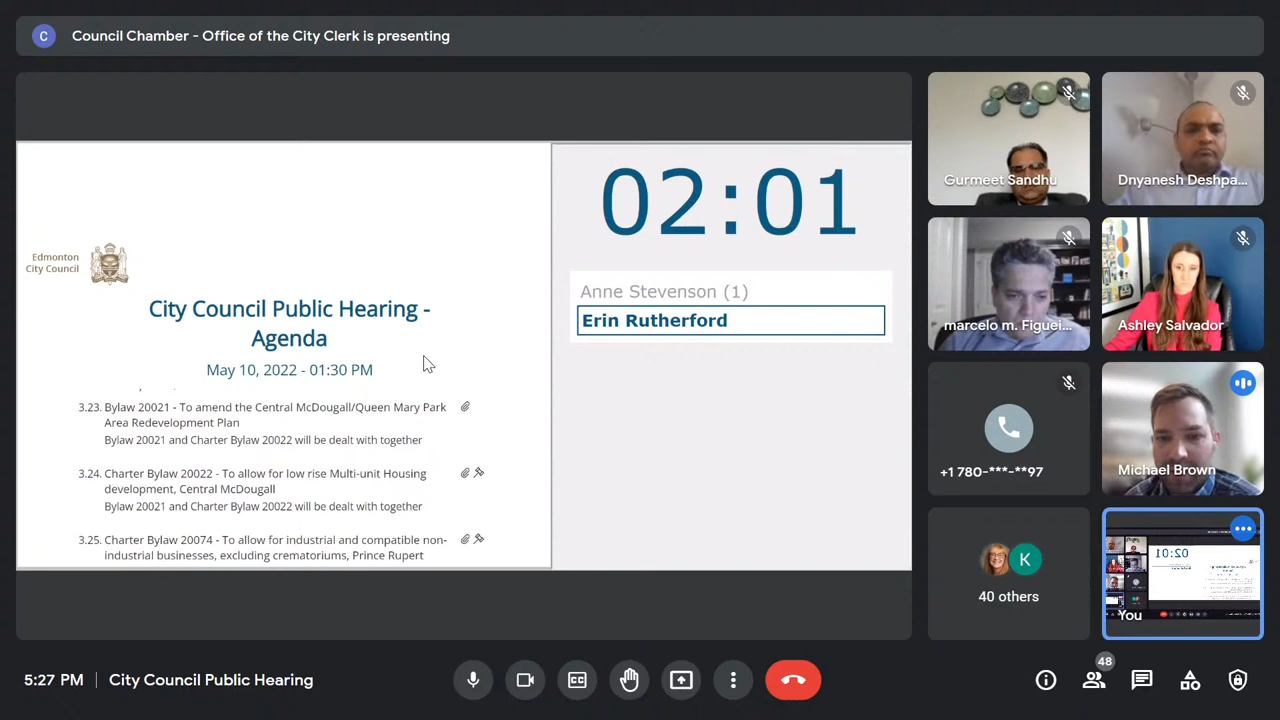 C
Council Chamber - Office of the City Clerk is presenting
Edmonton
City Council
City Council Public Hearing -
Agenda
May 10, 2022 - 01:30 PM
3.23. Bylaw 20021 - To amend the Central McDougall/Queen Mary Park
Area Redevelopment Plan
Bylaw 20021 and Charter Bylaw 20022 will be dealt with together
3.24. Charter Bylaw 20022 - To allow for low rise Multi-unit Housing
development, Central McDougall
Bylaw 20021 and Charter Bylaw 20022 will be dealt with together
3.25. Charter Bylaw 20074 - To allow for industrial and compatible non-
industrial businesses, excluding crematoriums, Prince Rupert
02:01
Anne Stevenson (1)
Erin Rutherford
Gurmeet Sandhu
Dnyanesh Deshpa...
marcelo m. Figuei...
Ashley Salvador
+1 780-***-**97
Michael Brown
K
40 others
02:01
You
5:27 PM
City Council Public Hearing
48